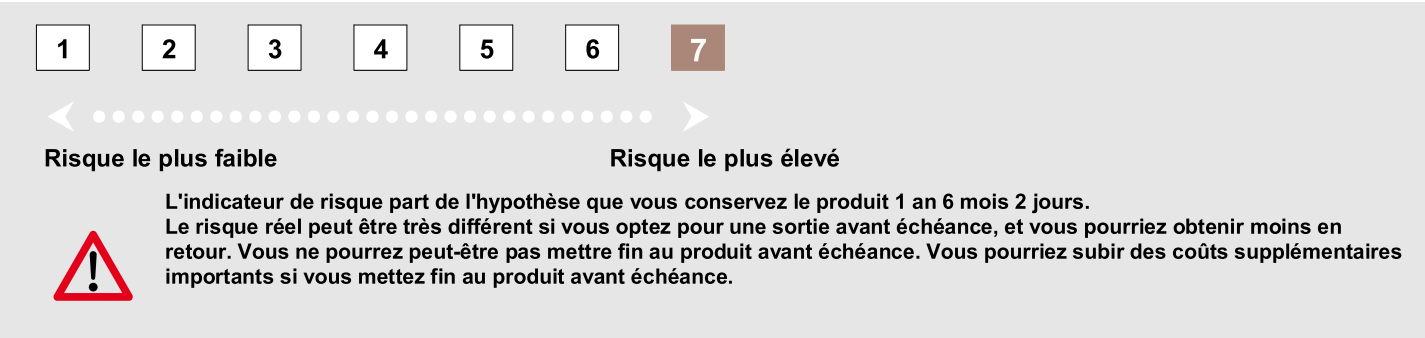 1 2 3 4 5 6 7
Risque le plus faible Risque le plus élevé
L'indicateur de risque part de l'hypothèse que vous conservez le produit 1 an 6 mois 2 jours.
Le risque réel peut être très différent si vous optez pour une sortie avant échéance, et vous pourriez obtenir moins en
retour. Vous ne pourrez peut-être pas mettre fin au produit avant échéance. Vous pourriez subir des coûts supplémentaires
importants si vous mettez fin au produit avant échéance.